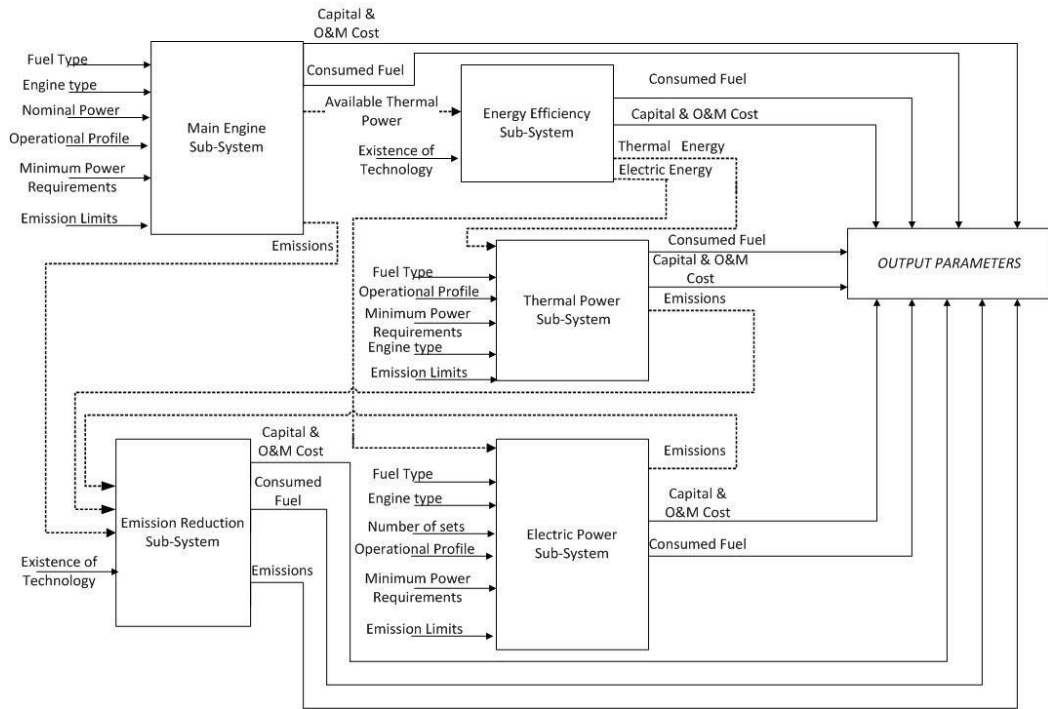 Capital &
O&M Cost
Fuel Type
Consumed Fuel
Engine type
Nominal Power
Operational Profile
Minimum Power
Requirements
Emission Limits
Main Engine
Sub-System
Available Thermal
Power
Existence of
Technology
Energy Efficiency
Sub-System
Consumed Fuel
Capital & O&M Cost
Thermal Energy
Electric Energy
Emissions
Fuel Type
Operational Profile
Minimum Power
Requirements
Engine type
Emission Limits
Thermal Power
Sub-System
Consumed Fuel
Capital & O&M
Cost
Emissions
OUTPUT PARAMETERS
Existence of
Technology
Emission Reduction
Sub-System
Capital &
O&M Cost
Consumed
Fuel
Emissions
Fuel Type
Engine type
Number of sets
Operational Profile
Minimum Power
Requirements
Emission Limits
Electric Power
Sub-System
Emissions
Capital &
O&M Cost
Consumed Fuel